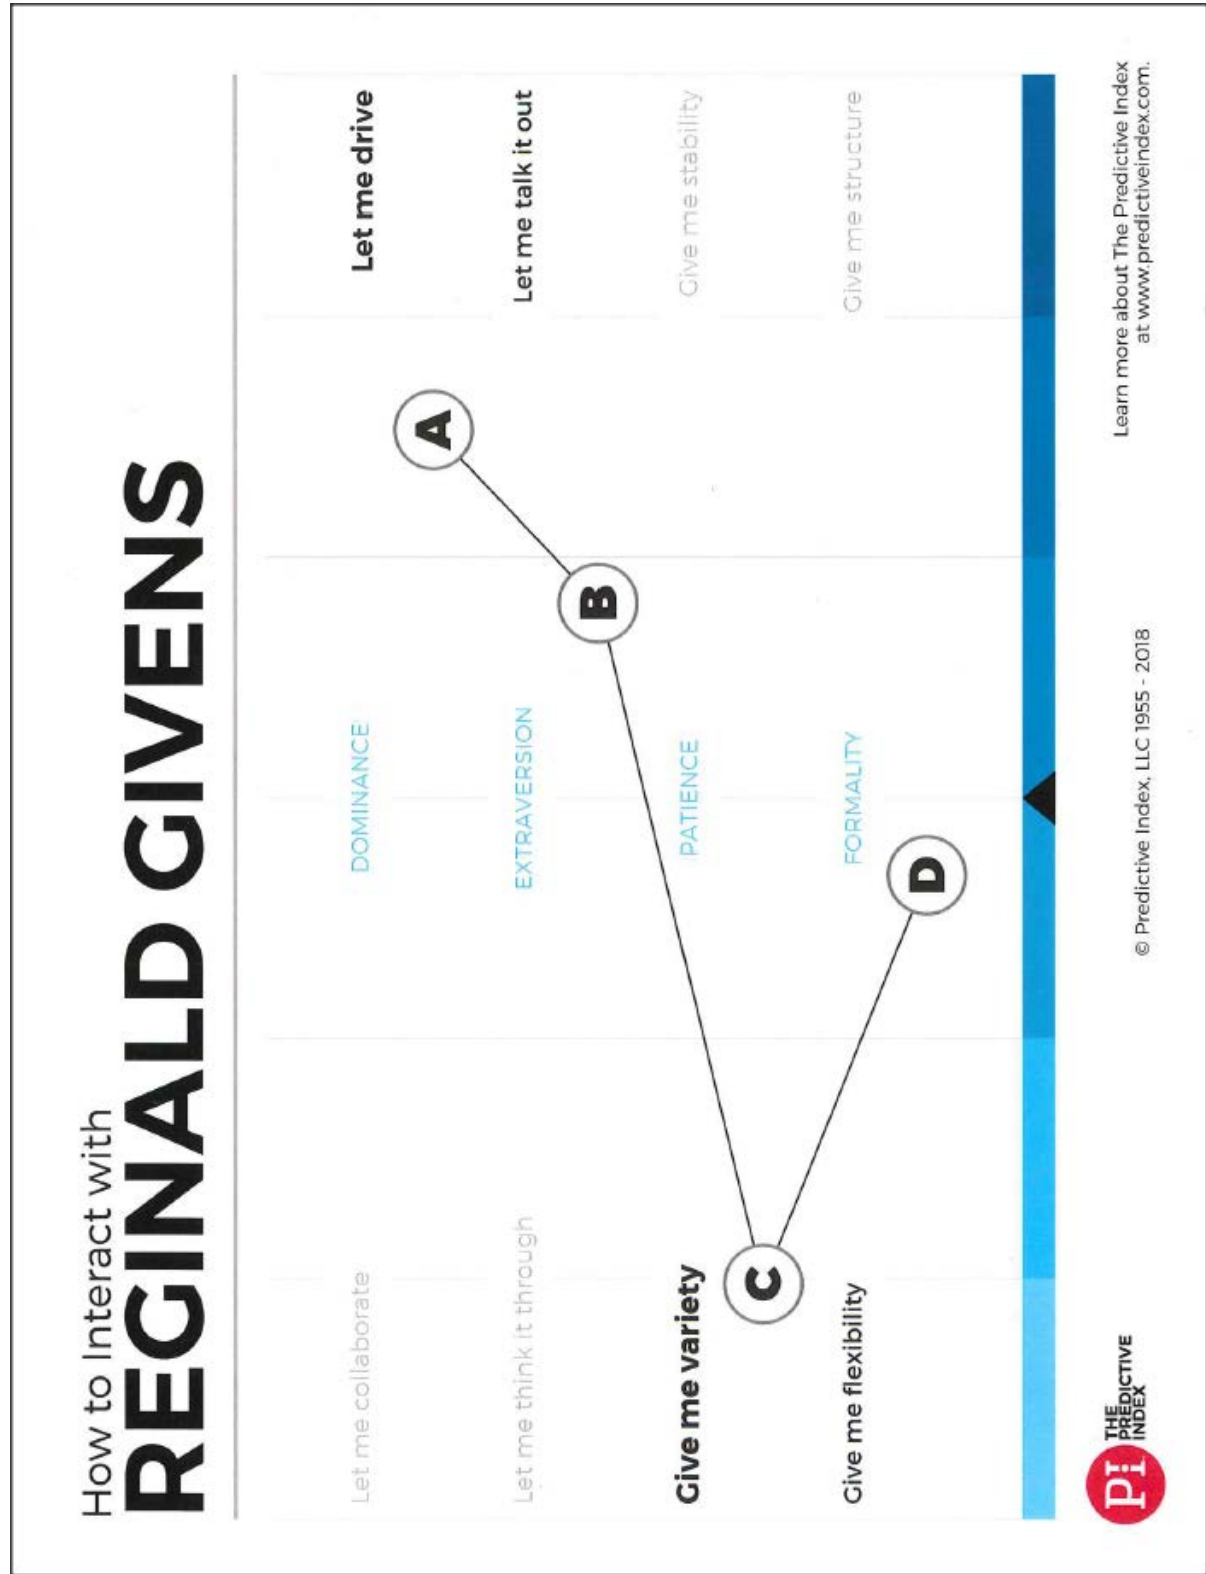 How to Interact with
REGINALD GIVENS
DOMINANCE
Let me collaborate
Let me drive
A
EXTRAVERSION
Let me think it through
Let me talk it out
B
PATIENCE
Give me variety
Give me stability
C
FORMALITY
Give me flexibility
Give me structure
D
PI
THE
PREDICTIVE
INDEX
© Predictive Index, LLC 1955 - 2018
Learn more about The Predictive Index
at www.predictiveindex.com.